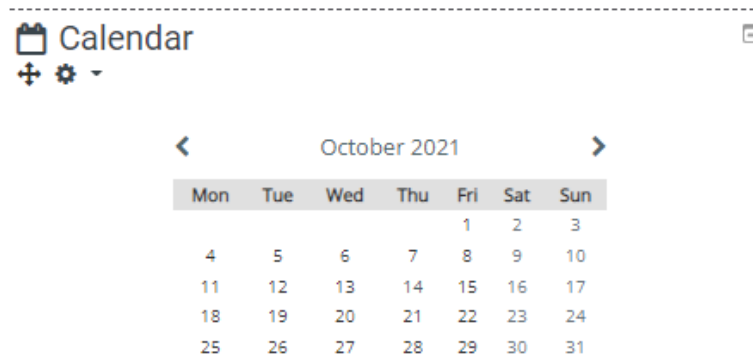 Calendar
October 2021
Mon Tue Wed Thu Fri Sat Sun
1 2 3
4 5 6 7 8 9 10
11 12 13 14 15 16 17
18 19 20 21 22 23 24
25 26 27 28 29 30 31